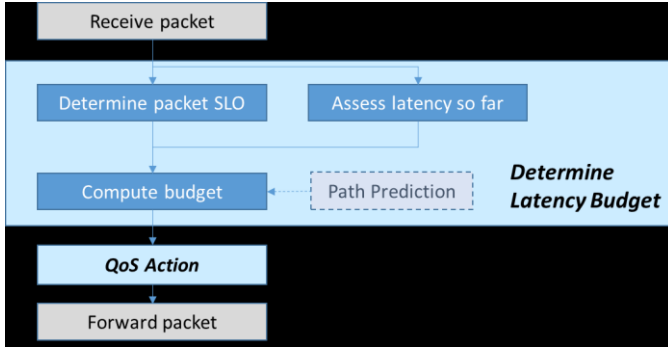 Receive packet
Determine packet SLO
Assess latency so far
Compute budget
Path Prediction
Determine
Latency Budget
QoS Action
Forward packet